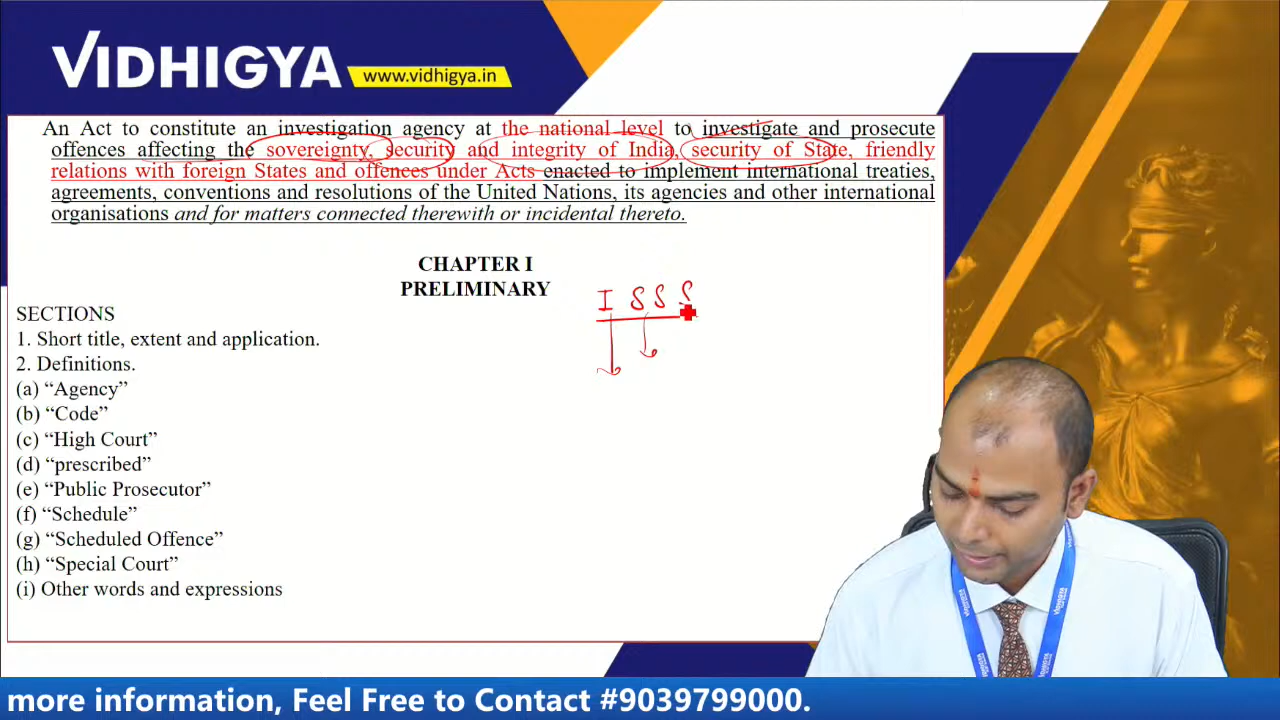 VIDHIGYA
www.vidhigya.in
An Act to constitute an investigation agency at the national level to investigate and prosecute
offences affecting the sovereignty, security and integrity of India, security of State, friendly
relations with foreign States and offences under Acts enacted to implement international treaties,
agreements, conventions and resolutions of the United Nations, its agencies and other international
organisations and for matters connected therewith or incidental thereto.
CHAPTER I
PRELIMINARY
I S S S
SECTIONS
1. Short title, extent and application.
2. Definitions.
(a) “Agency”
(b) “Code”
(c) “High Court”
(d) “prescribed”
(e) “Public Prosecutor”
(f) “Schedule”
(g) “Scheduled Offence”
(h) “Special Court”
(i) Other words and expressions
more information, Feel Free to Contact #9039799000.